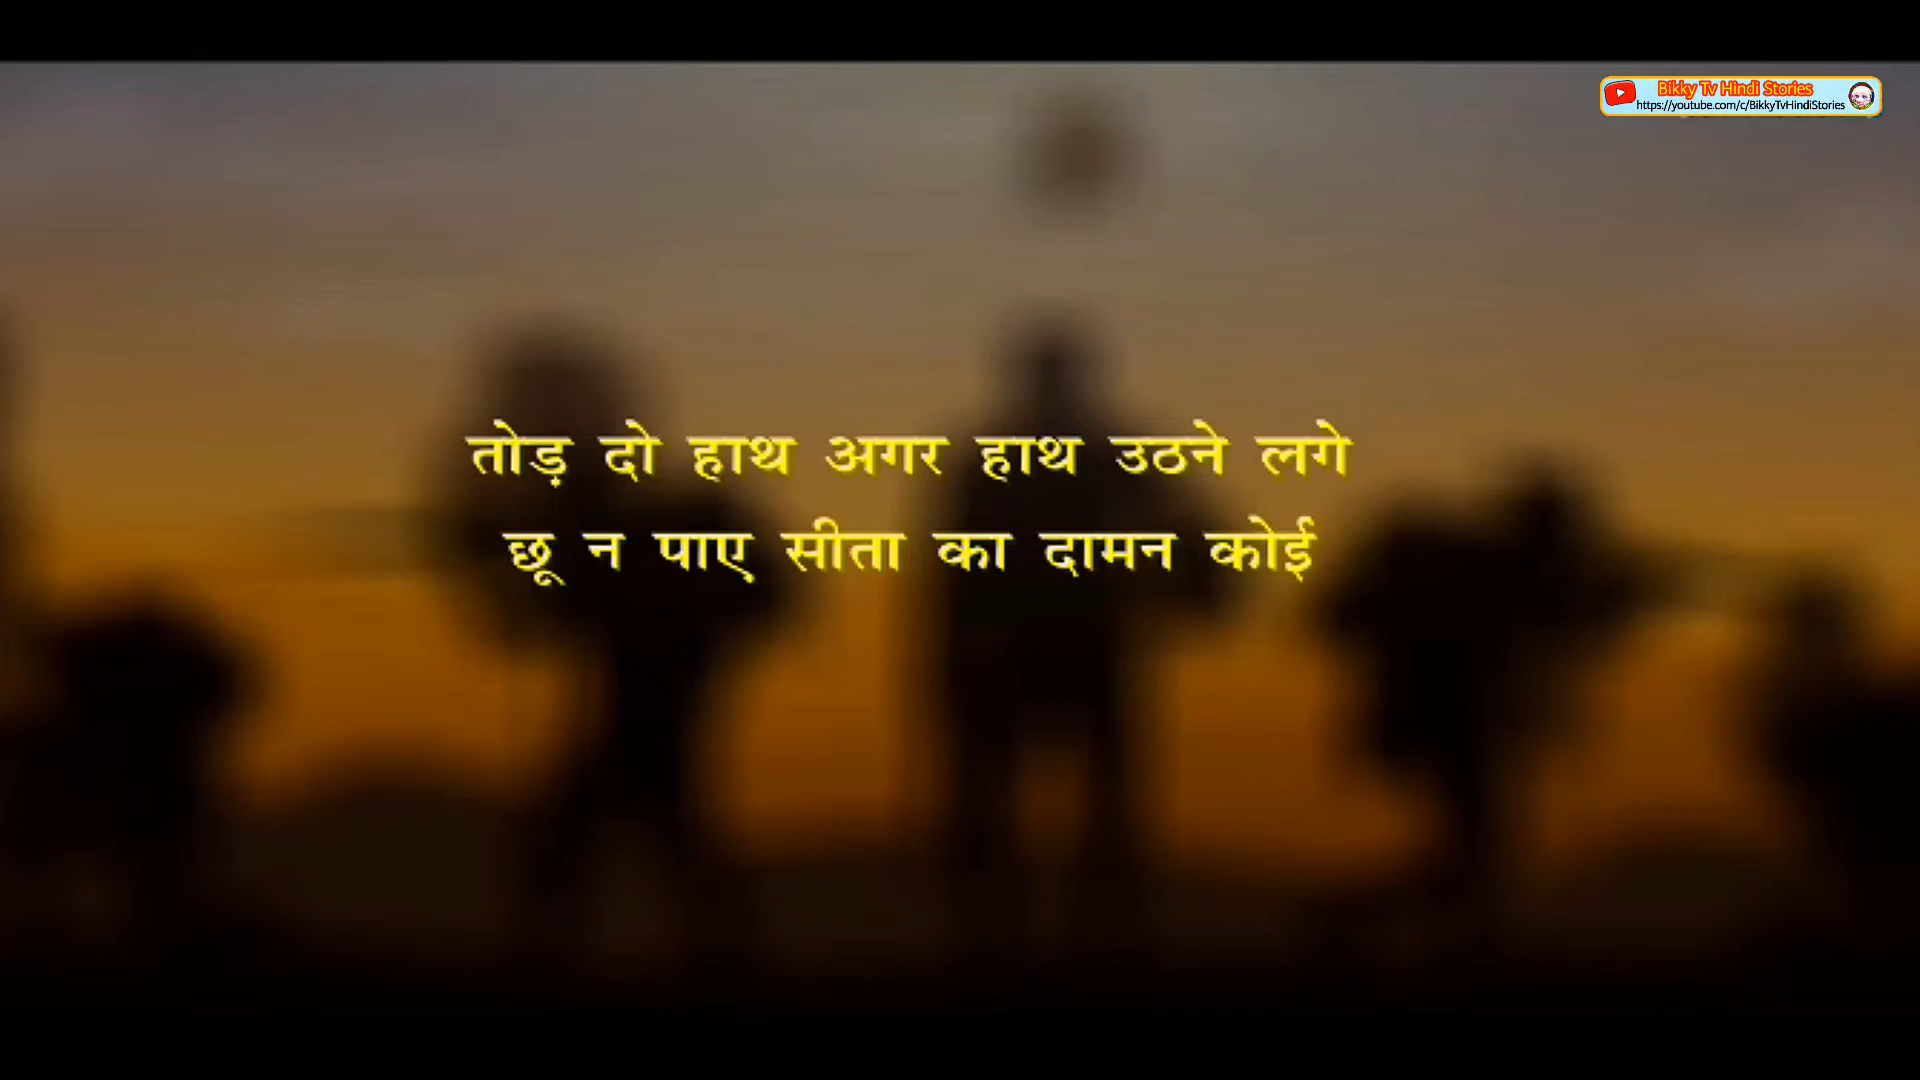 Bikky Tv Hindi Stories
https://youtube.com/c/BikkyTvHindiStories
तोड़ दो हाथ अगर हाथ उठने लगे
छू न पाए सीता का दामन कोई